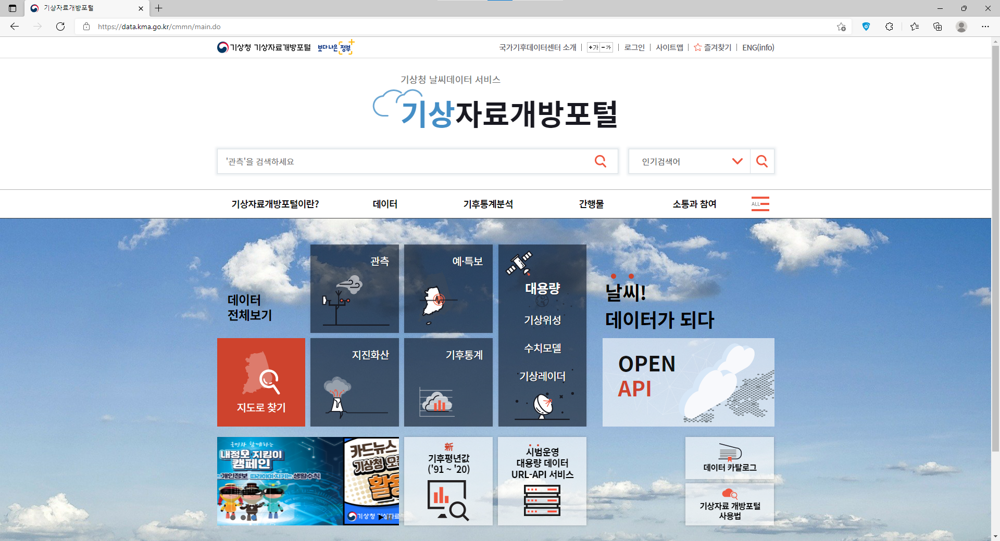 기상자료개방포털
https://data.kma.go.kr/cmmn/main.do
기상청 기상자료개방포털 보다나은 정부
국가기후데이터센터 소개 +가 -가 로그인 사이트맵 즐겨찾기 ENG(info)
기상청 날씨데이터 서비스
기상자료개방포털
'관측'을 검색하세요
인기검색어
기상자료개방포털이란? 데이터 기후통계분석 간행물 소통과 참여 ALL
데이터
전체보기
관측
예·특보
대용량
기상위성
수치모델
기상레이더
날씨!
데이터가 되다
지도로 찾기
지진화산
기후통계
OPEN
API
국민과 함께하는
내정보 지킴이
캠페인
개인정보 따라하며 지키는 생활수칙
카드뉴스
기상청
기상청
新
기후평년값
('91 ~ '20)
시범운영
대용량 데이터
URL-API 서비스
데이터 카탈로그
기상자료 개방포털
사용법